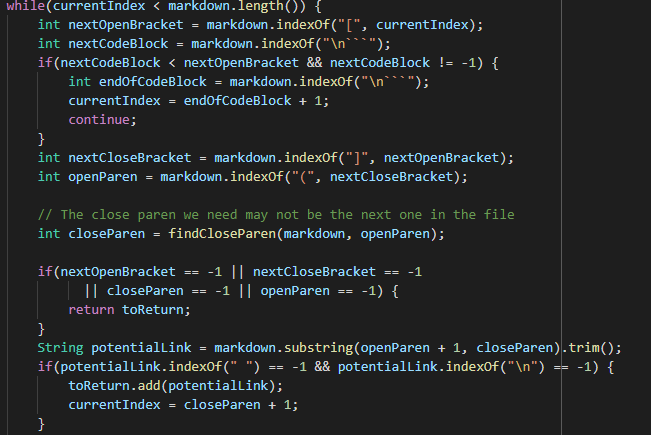 while(currentIndex < markdown.length()) {
int nextOpenBracket = markdown.indexOf("[", currentIndex);
int nextCodeBlock = markdown.indexOf("\n```");
if(nextCodeBlock < nextOpenBracket && nextCodeBlock != -1) {
int endOfCodeBlock = markdown.indexOf("\n```");
currentIndex = endOfCodeBlock + 1;
continue;
}
int nextCloseBracket = markdown.indexOf("]", nextOpenBracket);
int openParen = markdown.indexOf("(", nextCloseBracket);
// The close paren we need may not be the next one in the file
int closeParen = findCloseParen(markdown, openParen);
if(nextOpenBracket == -1 || nextCloseBracket == -1
|| closeParen == -1 || openParen == -1) {
return toReturn;
}
String potentialLink = markdown.substring(openParen + 1, closeParen).trim();
if(potentialLink.indexOf(" ") == -1 && potentialLink.indexOf("\n") == -1) {
toReturn.add(potentialLink);
currentIndex = closeParen + 1;
}